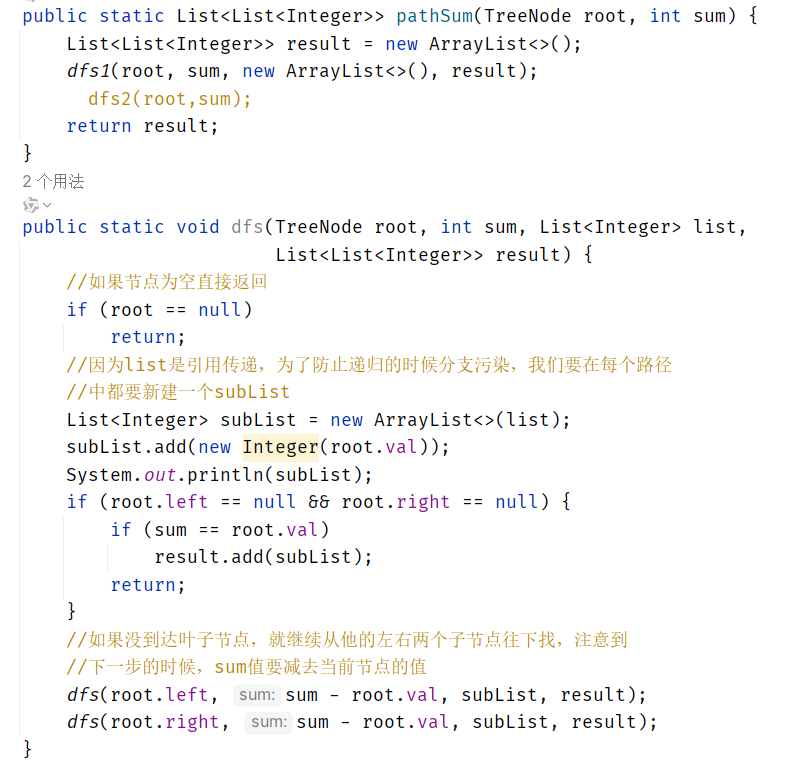 public static List<List<Integer>> pathSum(TreeNode root, int sum) {
    List<List<Integer>> result = new ArrayList<>();
    dfs1(root, sum, new ArrayList<>(), result);
      dfs2(root,sum);
    return result;
}
2 个用法
public static void dfs(TreeNode root, int sum, List<Integer> list,
                       List<List<Integer>> result) {
    //如果节点为空直接返回
    if (root == null)
        return;
    //因为list是引用传递，为了防止递归的时候分支污染，我们要在每个路径
    //中都要新建一个subList
    List<Integer> subList = new ArrayList<>(list);
    subList.add(new Integer(root.val));
    System.out.println(subList);
    if (root.left == null && root.right == null) {
        if (sum == root.val)
            result.add(subList);
        return;
    }
    //如果没到达叶子节点，就继续从他的左右两个子节点往下找，注意到
    //下一步的时候，sum值要减去当前节点的值
    dfs(root.left, sum: sum - root.val, subList, result);
    dfs(root.right, sum: sum - root.val, subList, result);
}